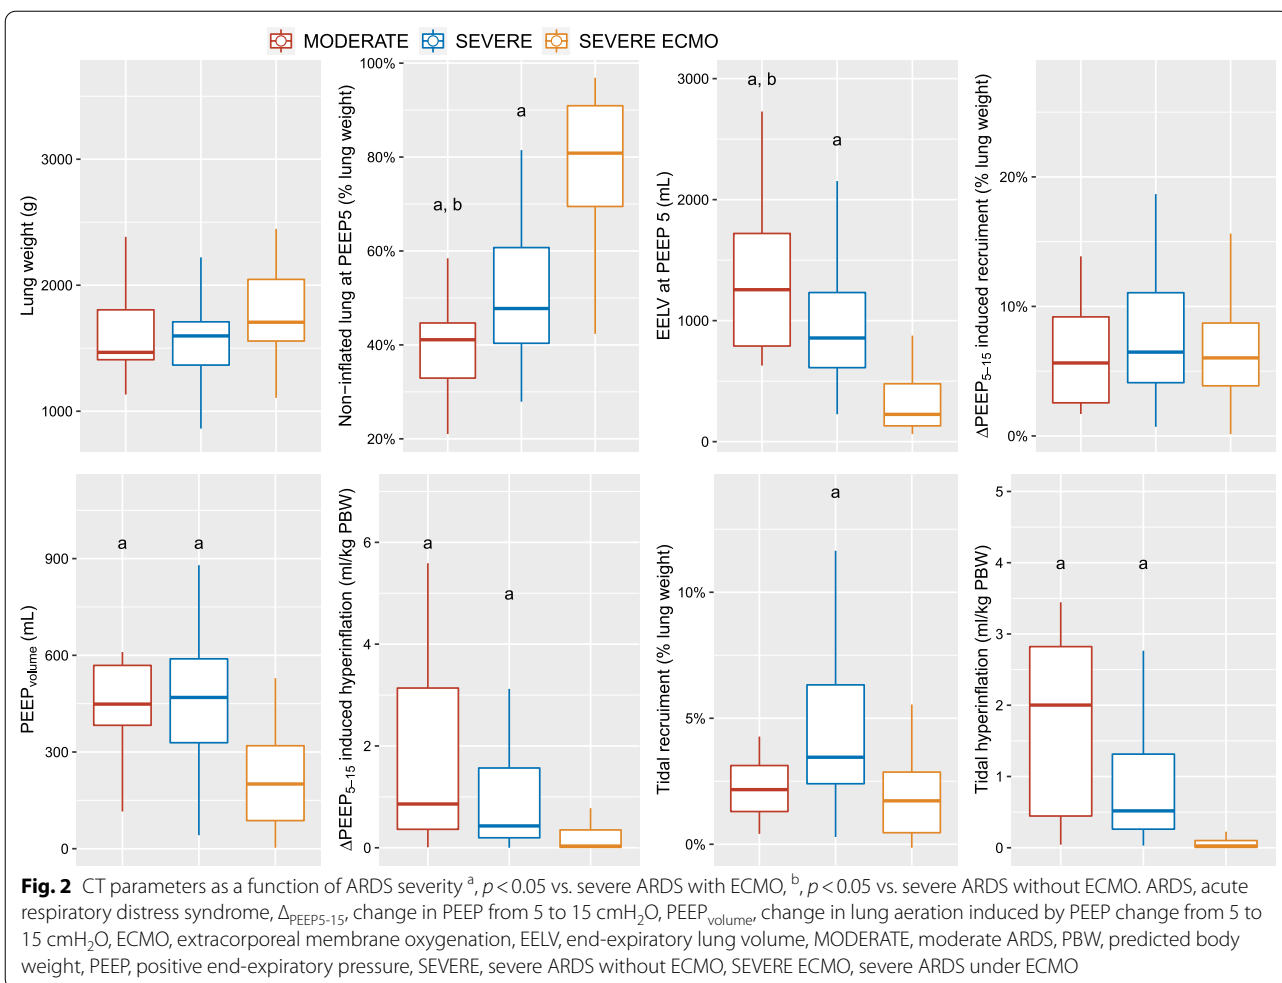 MODERATE SEVERE SEVERE ECMO
Lung weight (g)
3000
2000
1000
Non−inflated lung at PEEP5 (% lung weight)
100%
80%
60%
40%
20%
a, b
a
EELV at PEEP 5 (mL)
3000
2000
1000
0
a, b
a
ΔPEEP5−15 induced recruiment (% lung weight)
20%
10%
0%
PEEPvolume (mL)
900
600
300
0
a
a
ΔPEEP5−15 induced hyperinflation (ml/kg PBW)
6
4
2
0
a
a
Tidal recruiment (% lung weight)
10%
5%
0%
a
Tidal hyperinflation (ml/kg PBW)
5
4
3
2
1
0
a
a
Fig. 2 CT parameters as a function of ARDS severity a, p < 0.05 vs. severe ARDS with ECMO, b, p < 0.05 vs. severe ARDS without ECMO. ARDS, acute
respiratory distress syndrome, ΔPEEP5-15, change in PEEP from 5 to 15 cmH2O, PEEPvolume, change in lung aeration induced by PEEP change from 5 to
15 cmH2O, ECMO, extracorporeal membrane oxygenation, EELV, end-expiratory lung volume, MODERATE, moderate ARDS, PBW, predicted body
weight, PEEP, positive end-expiratory pressure, SEVERE, severe ARDS without ECMO, SEVERE ECMO, severe ARDS under ECMO